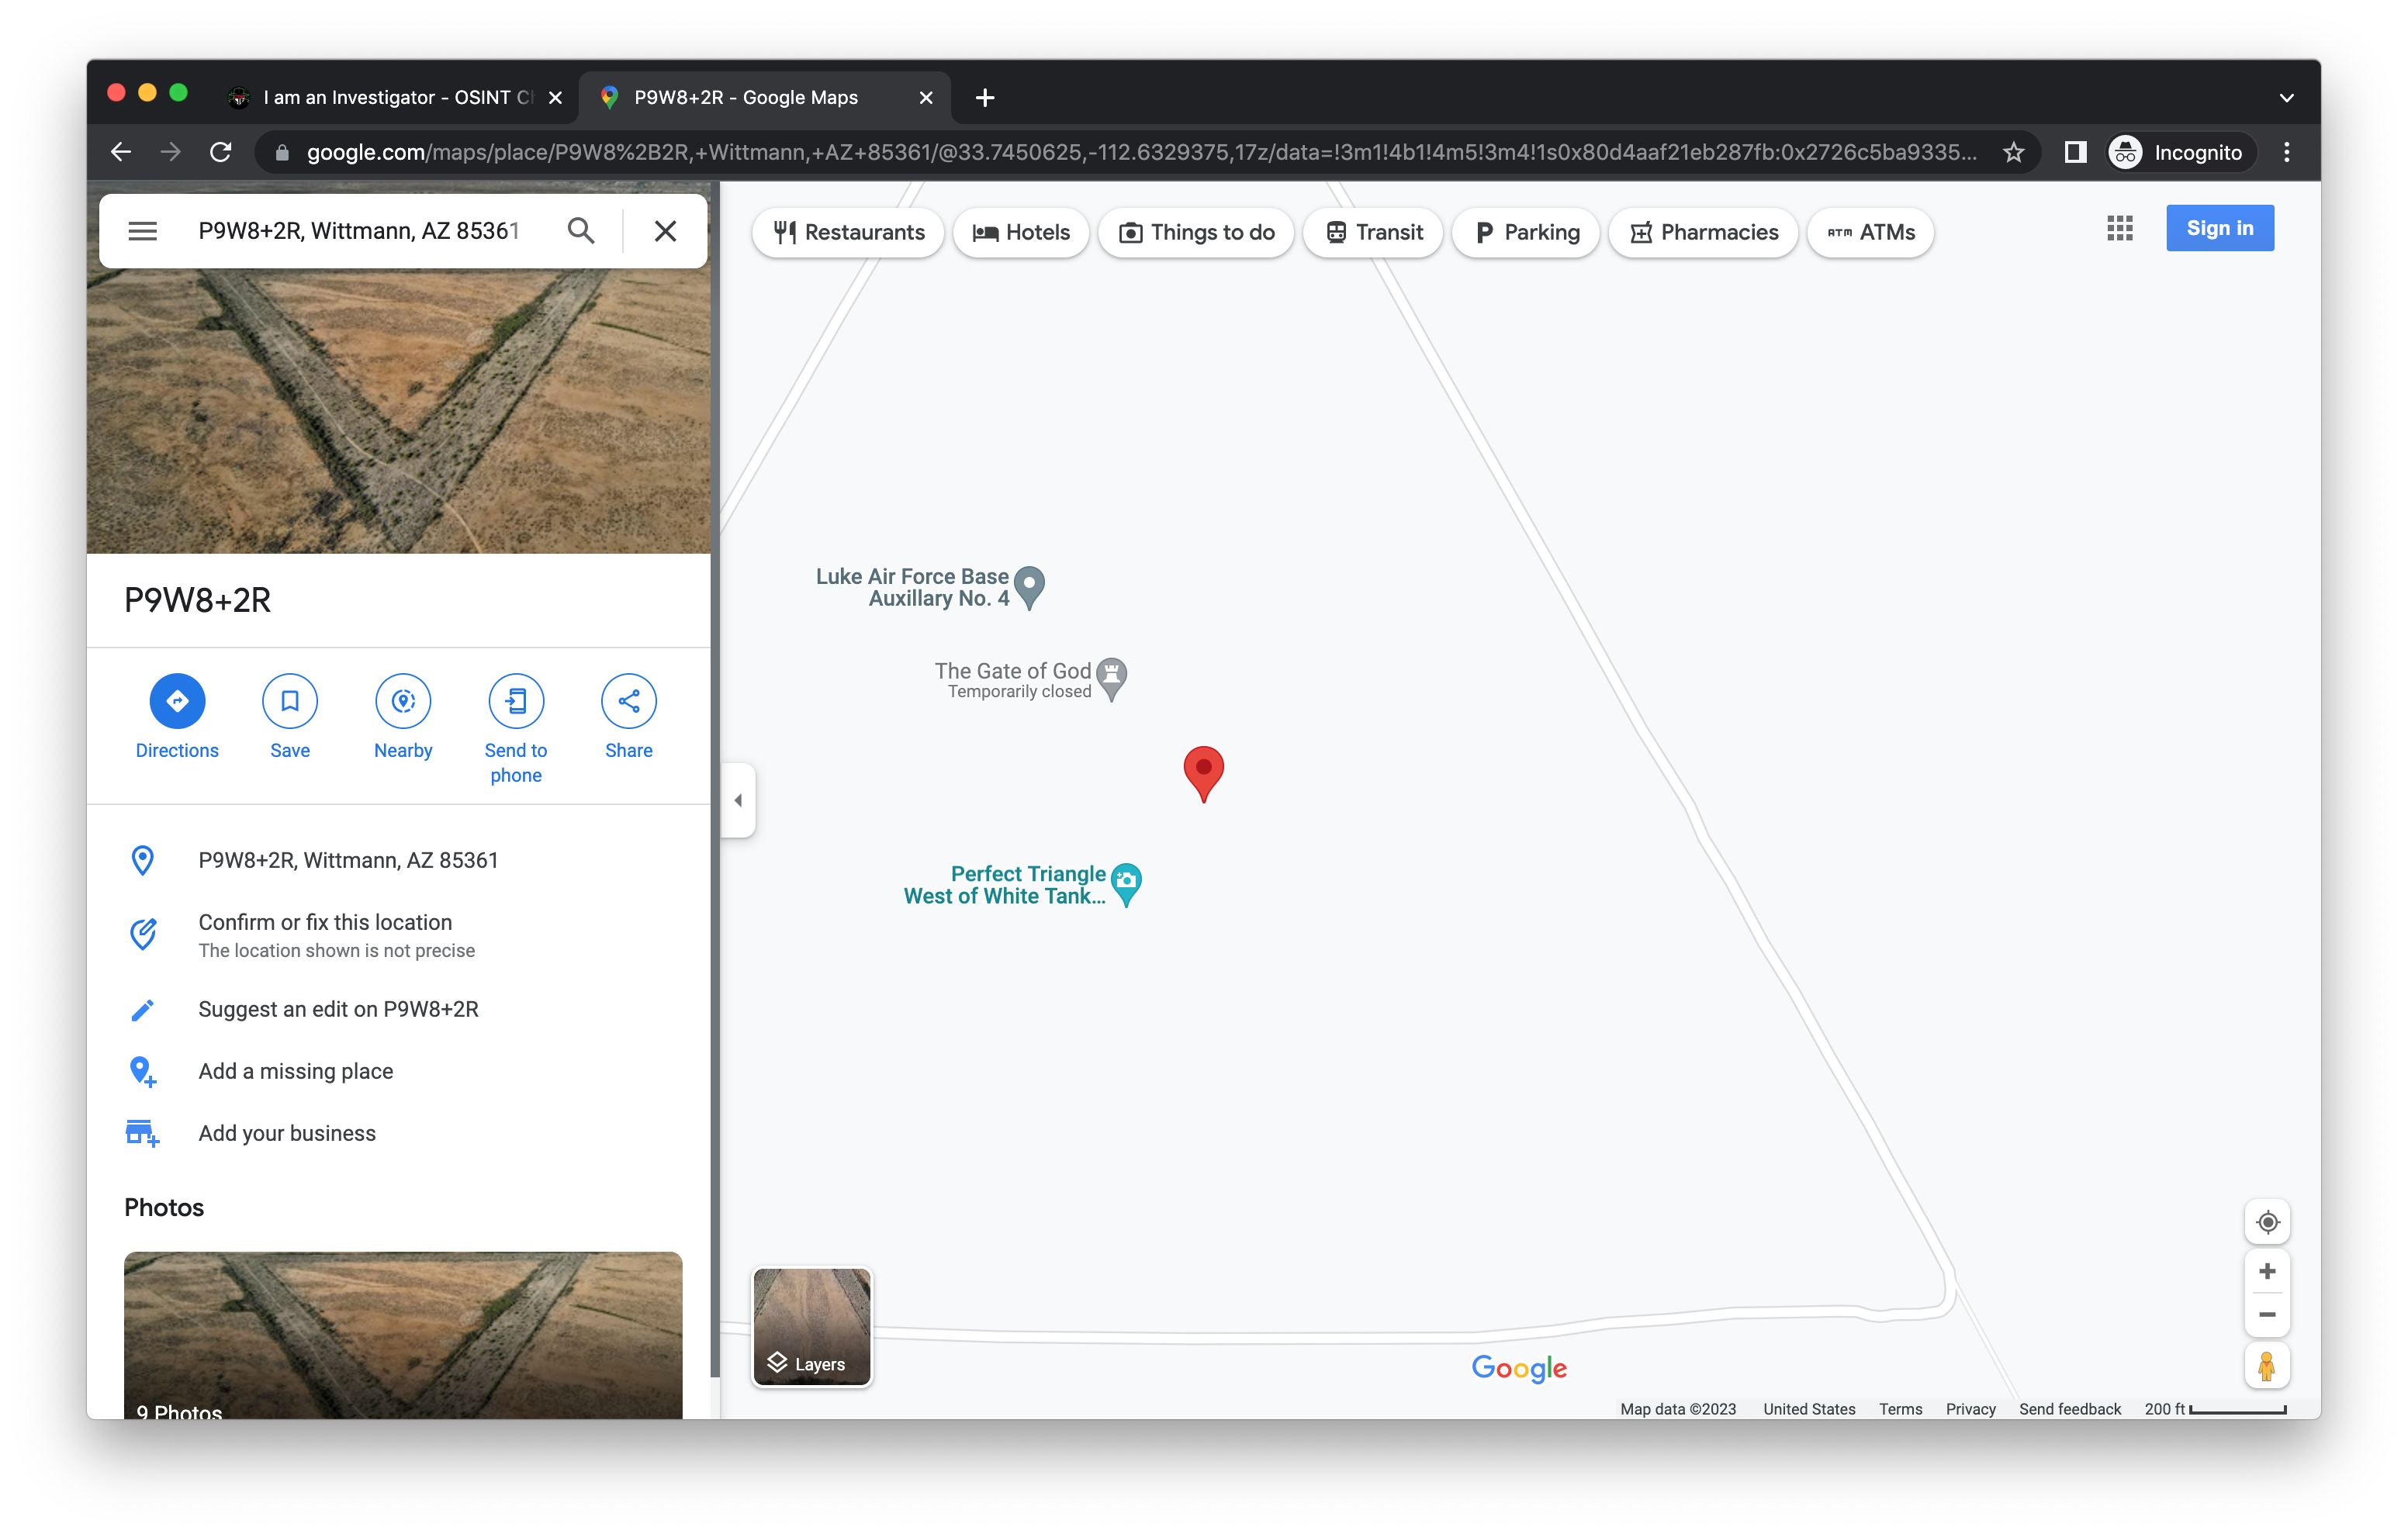 I am an Investigator - OSINT Ch
P9W8+2R - Google Maps
google.com/maps/place/P9W8%2B2R,+Wittmann,+AZ+85361/@33.7450625,-112.6329375,17z/data=!3m1!4b1!4m5!3m4!1s0x80d4aaf21eb287fb:0x2726c5ba9335...
Incognito
P9W8+2R, Wittmann, AZ 85361
Restaurants
Hotels
Things to do
Transit
Parking
Pharmacies
ATM ATMs
Sign in
P9W8+2R
Directions
Save
Nearby
Send to
phone
Share
P9W8+2R, Wittmann, AZ 85361
Confirm or fix this location
The location shown is not precise
Suggest an edit on P9W8+2R
Add a missing place
Add your business
Photos
9 Photos
Luke Air Force Base
Auxillary No. 4
The Gate of God
Temporarily closed
Perfect Triangle
West of White Tank...
Layers
Google
Map data ©2023
United States
Terms
Privacy
Send feedback
200 ft